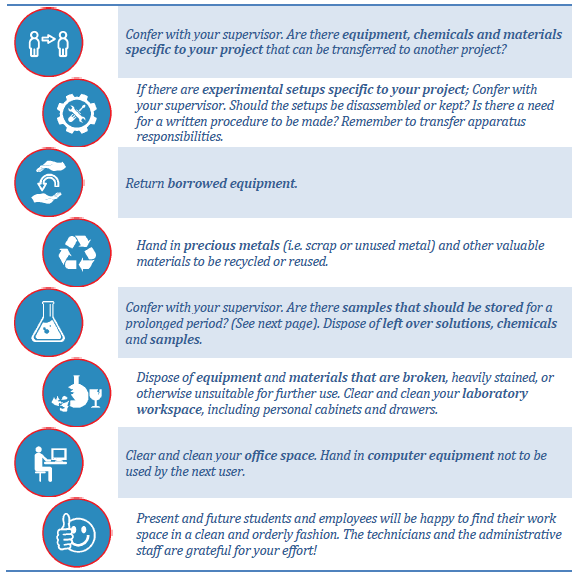 Confer with your supervisor. Are there equipment, chemicals and materials
specific to your project that can be transferred to another project?
If there are experimental setups specific to your project; Confer with
your supervisor. Should the setups be disassembled or kept? Is there a need
for a written procedure to be made? Remember to transfer apparatus
responsibilities.
Return borrowed equipment.
Hand in precious metals (i.e. scrap or unused metal) and other valuable
materials to be recycled or reused.
Confer with your supervisor. Are there samples that should be stored for a
prolonged period? (See next page). Dispose of left over solutions, chemicals
and samples.
Dispose of equipment and materials that are broken, heavily stained, or
otherwise unsuitable for further use. Clear and clean your laboratory
workspace, including personal cabinets and drawers.
Clear and clean your office space. Hand in computer equipment not to be
used by the next user.
Present and future students and employees will be happy to find their work
space in a clean and orderly fashion. The technicians and the administrative
staff are grateful for your effort!